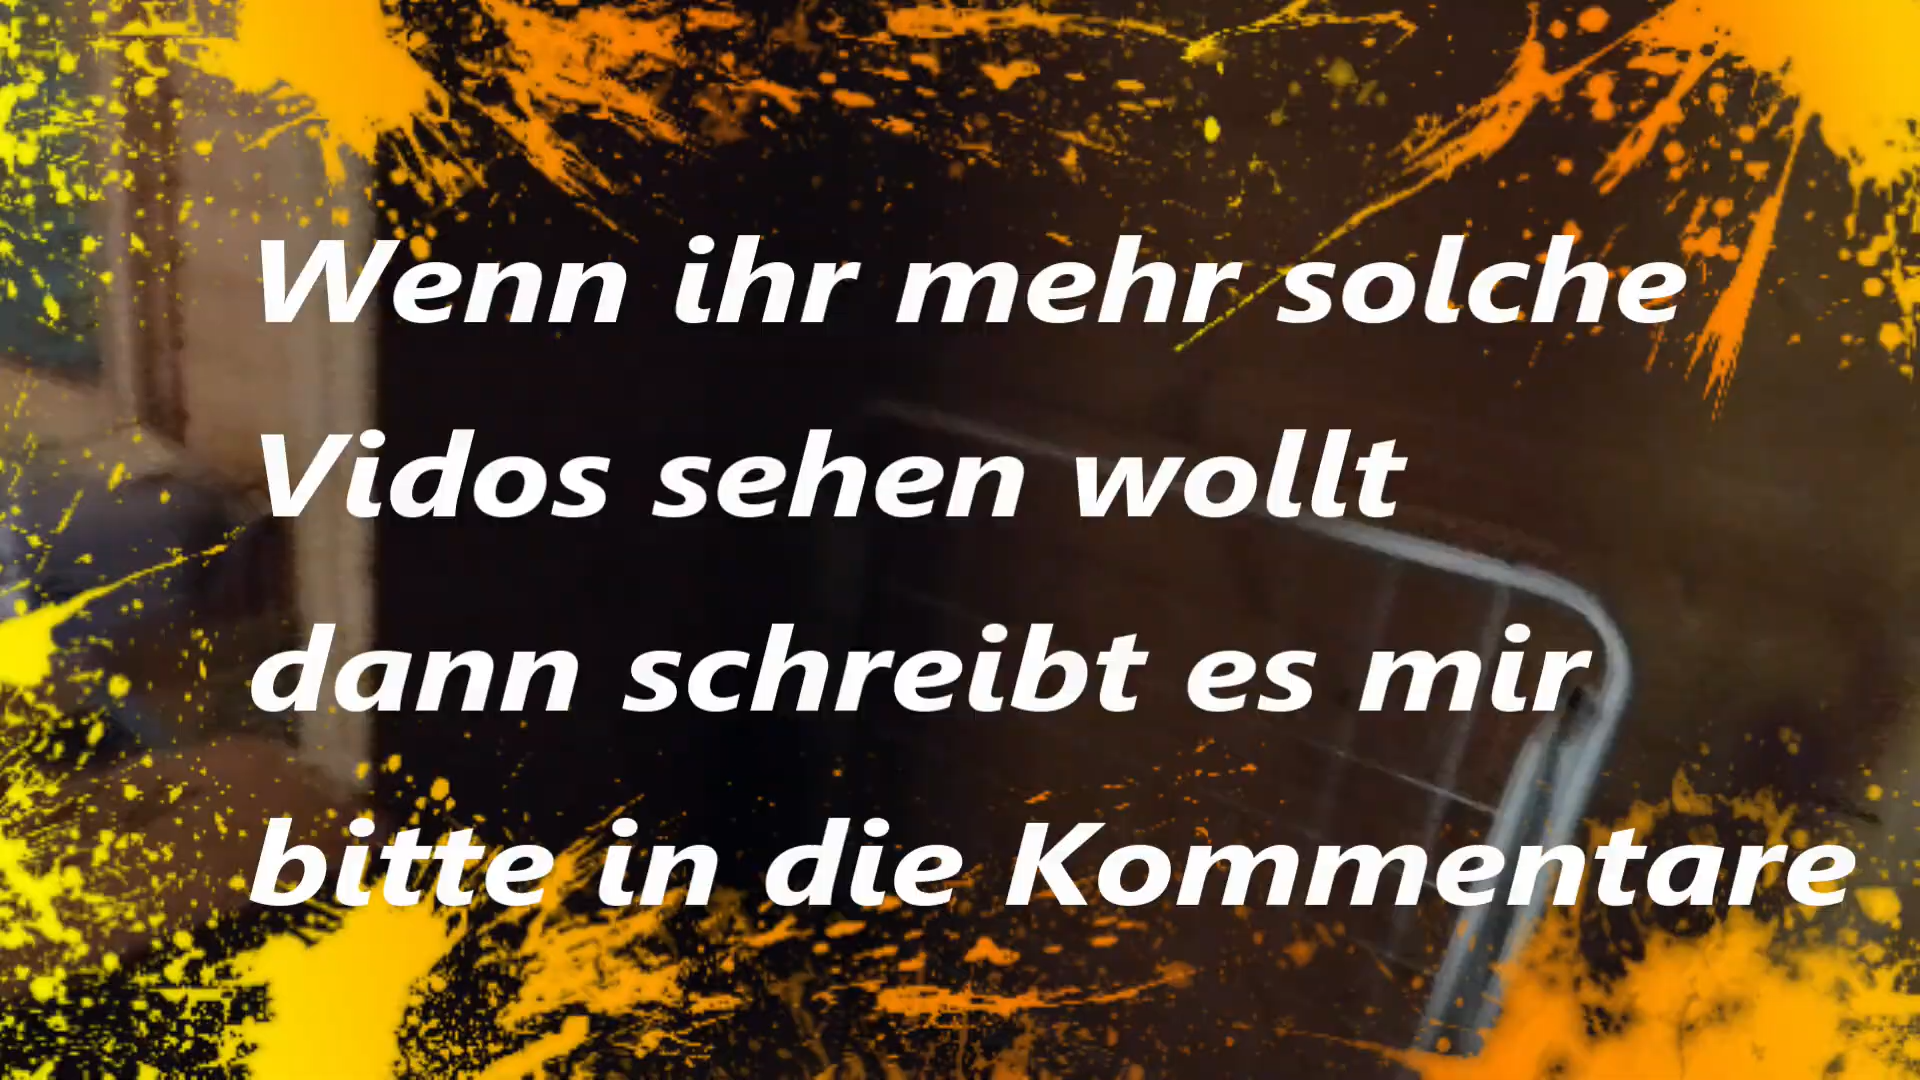 Wenn ihr mehr solche
Vidos sehen wollt
dann schreibt es mir
bitte in die Kommentare